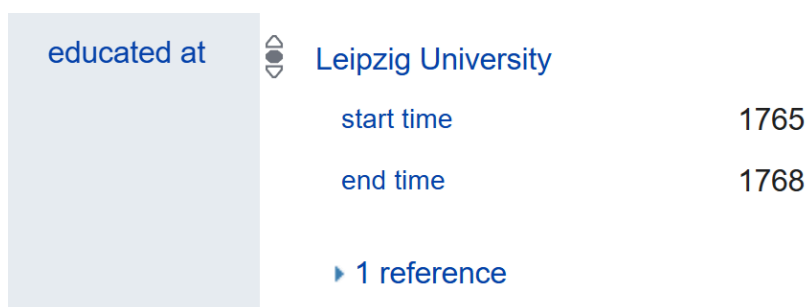 educated at
Leipzig University
start time 1765
end time 1768
1 reference